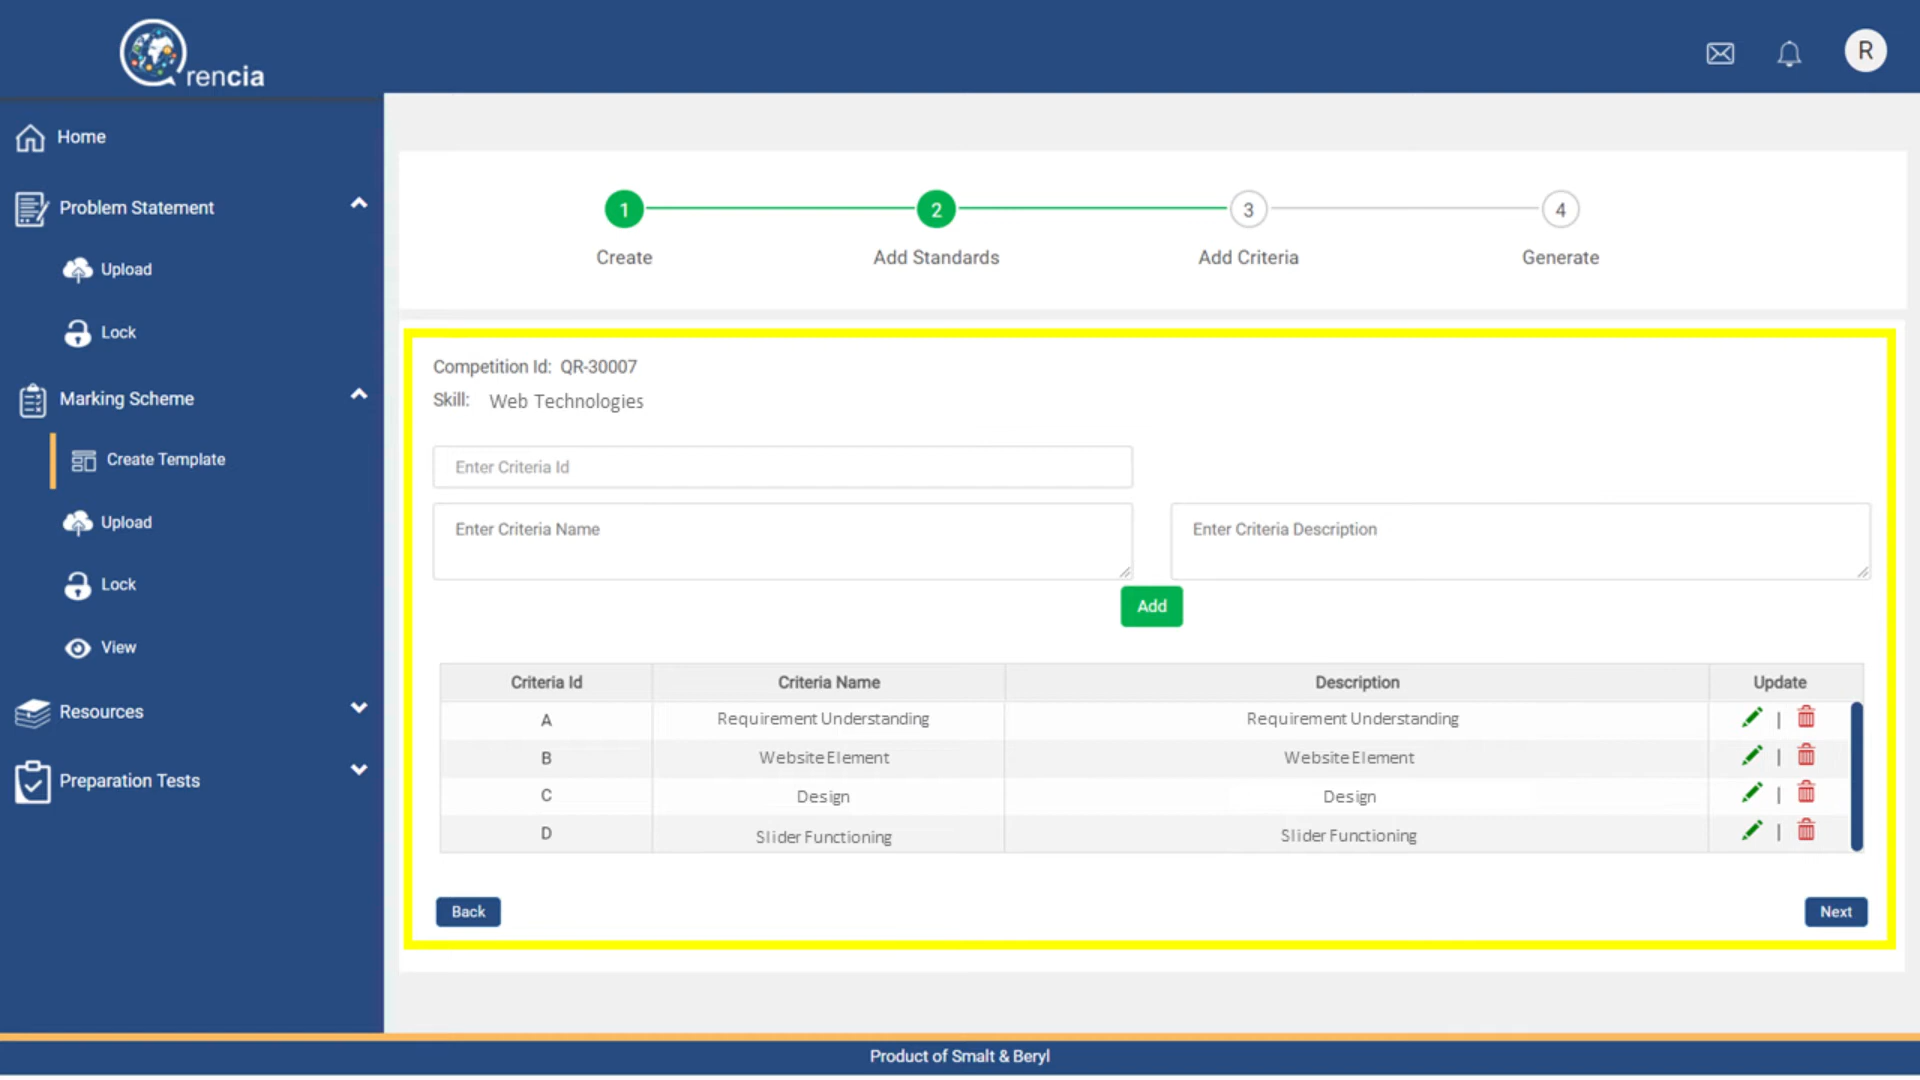 Qrencia
R
Home
Problem Statement
Upload
Lock
Marking Scheme
Create Template
Upload
Lock
View
Resources
Preparation Tests
1 2 3 4
Create Add Standards Add Criteria Generate
Competition Id: QR-30007
Skill: Web Technologies
Enter Criteria Id
Enter Criteria Name Enter Criteria Description
Add
Criteria Id Criteria Name Description Update
A Requirement Understanding Requirement Understanding |
B Website Element Website Element |
C Design Design |
D Slider Functioning Slider Functioning |
Back Next
Product of Smalt & Beryl